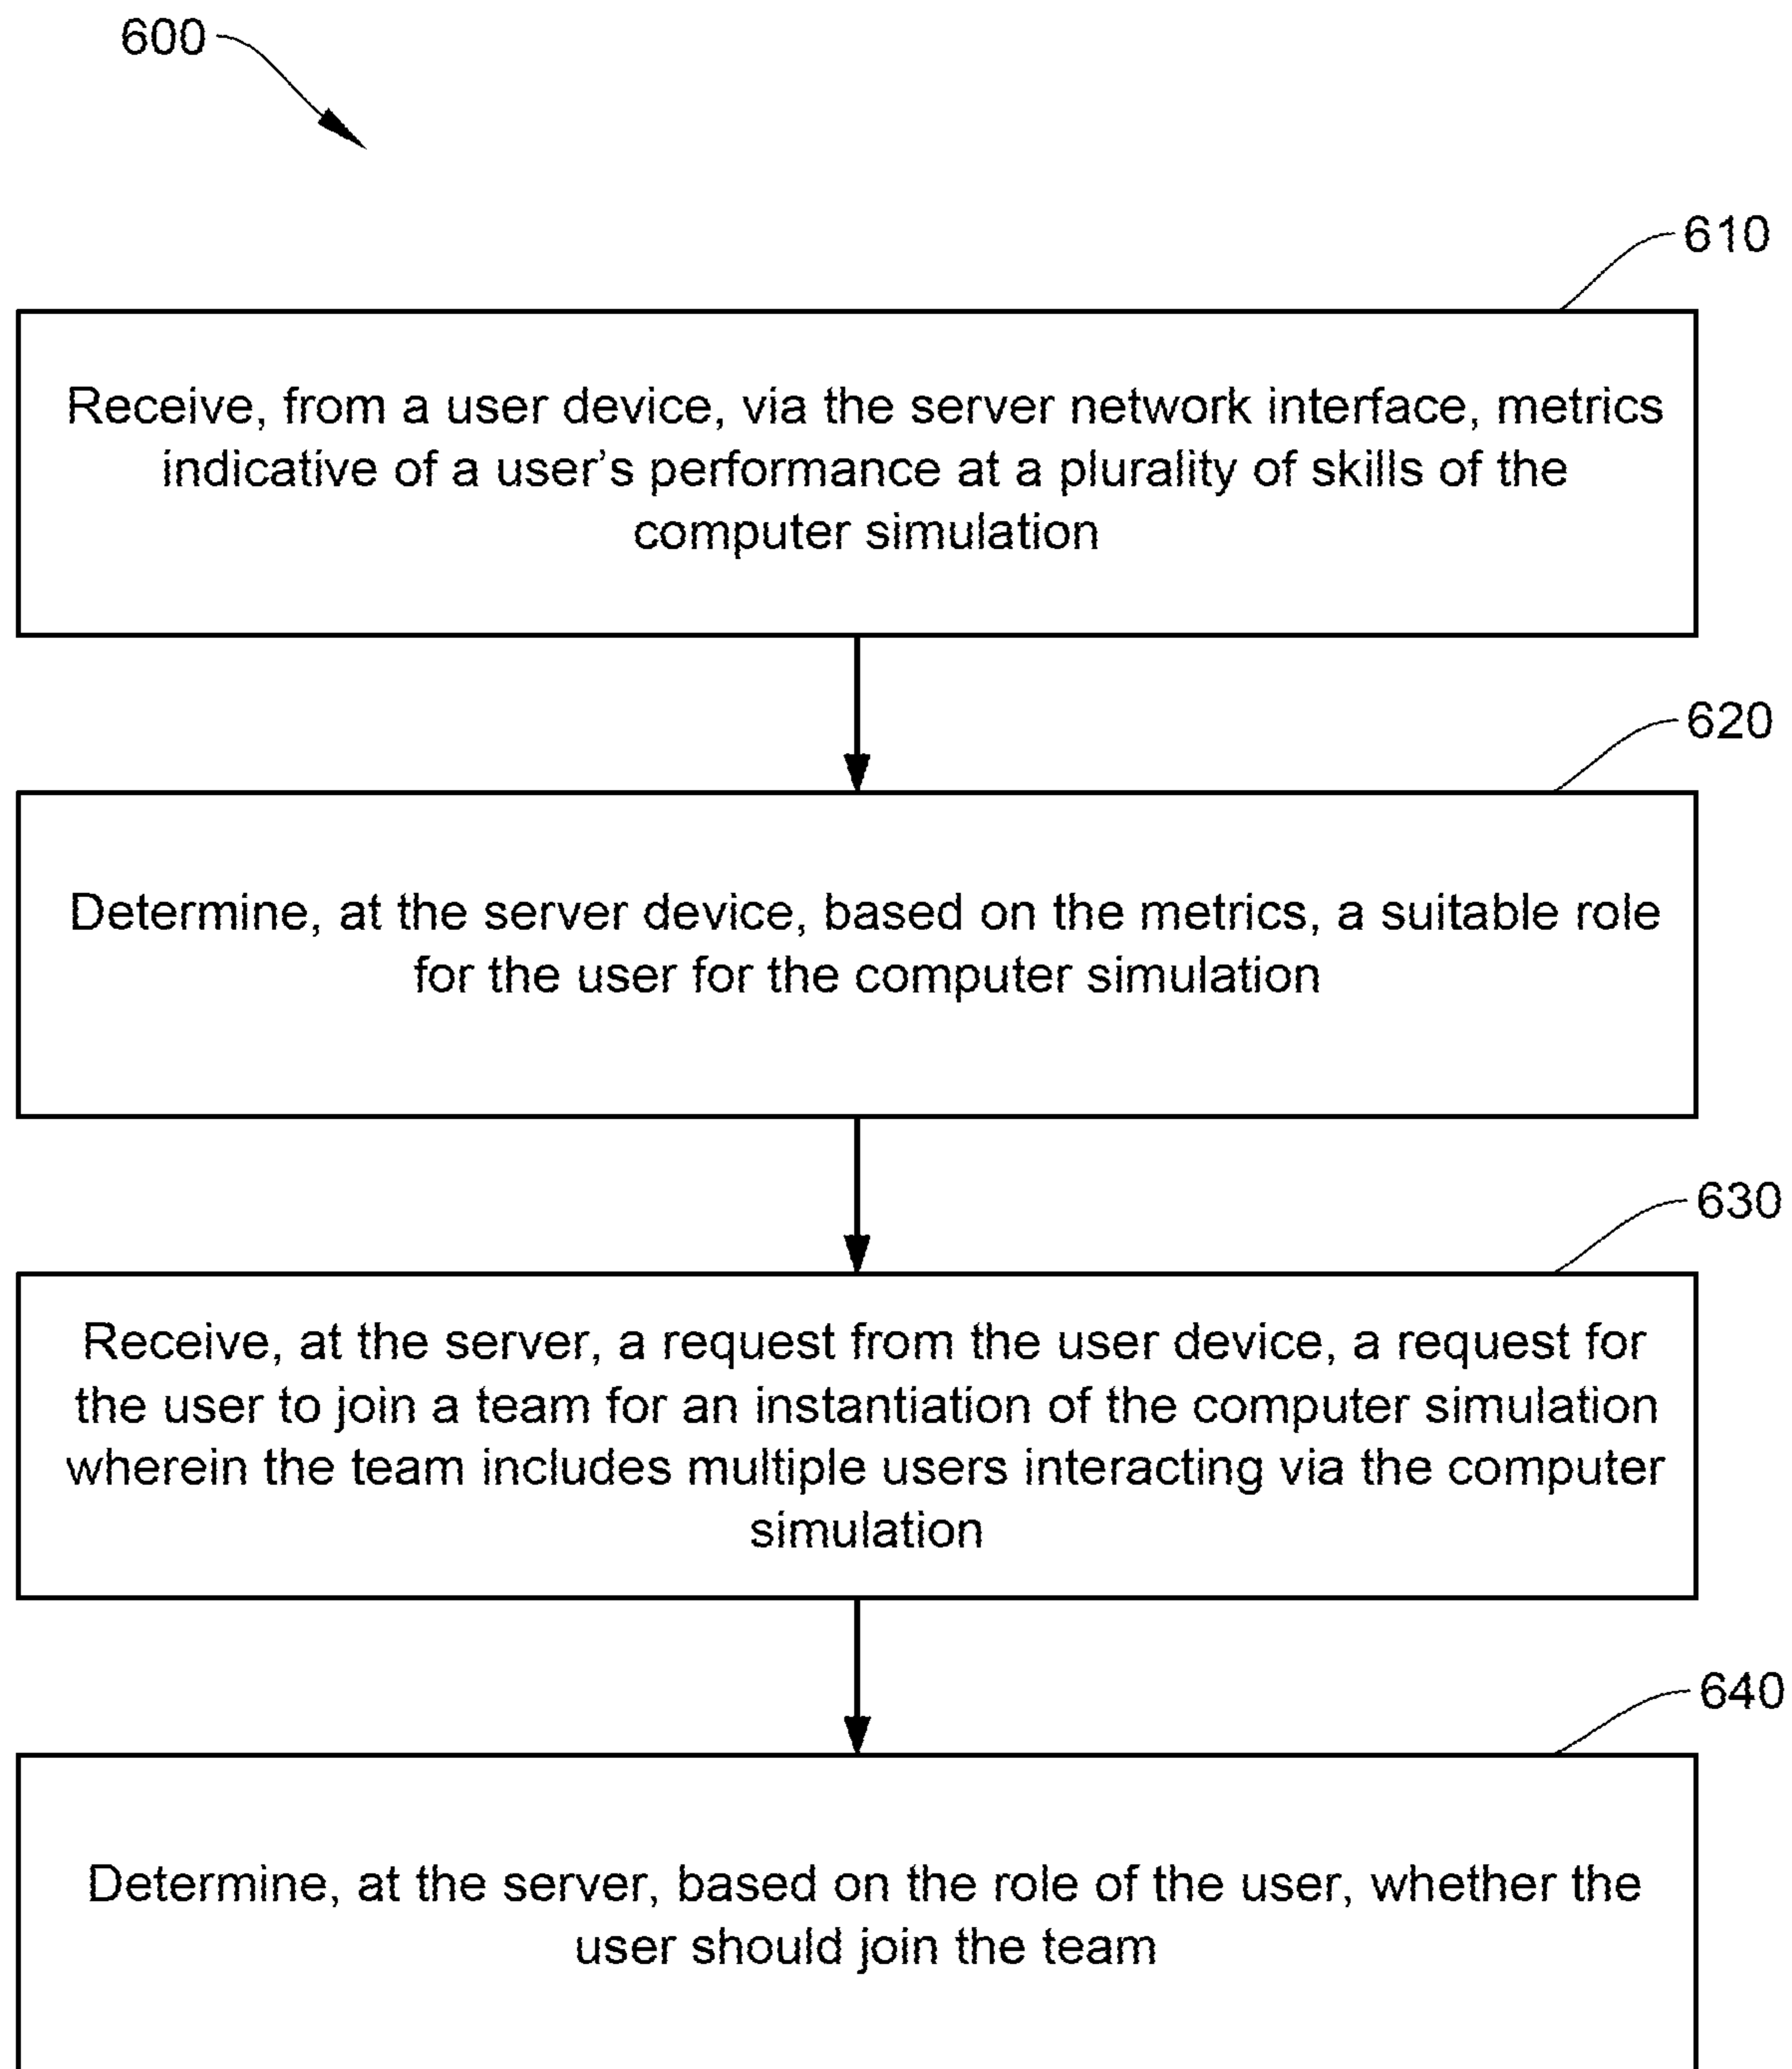 600
610
Receive, from a user device, via the server network interface, metrics
indicative of a user's performance at a plurality of skills of the
computer simulation
620
Determine, at the server device, based on the metrics, a suitable role
for the user for the computer simulation
630
Receive, at the server, a request from the user device, a request for
the user to join a team for an instantiation of the computer simulation
wherein the team includes multiple users interacting via the computer
simulation
640
Determine, at the server, based on the role of the user, whether the
user should join the team